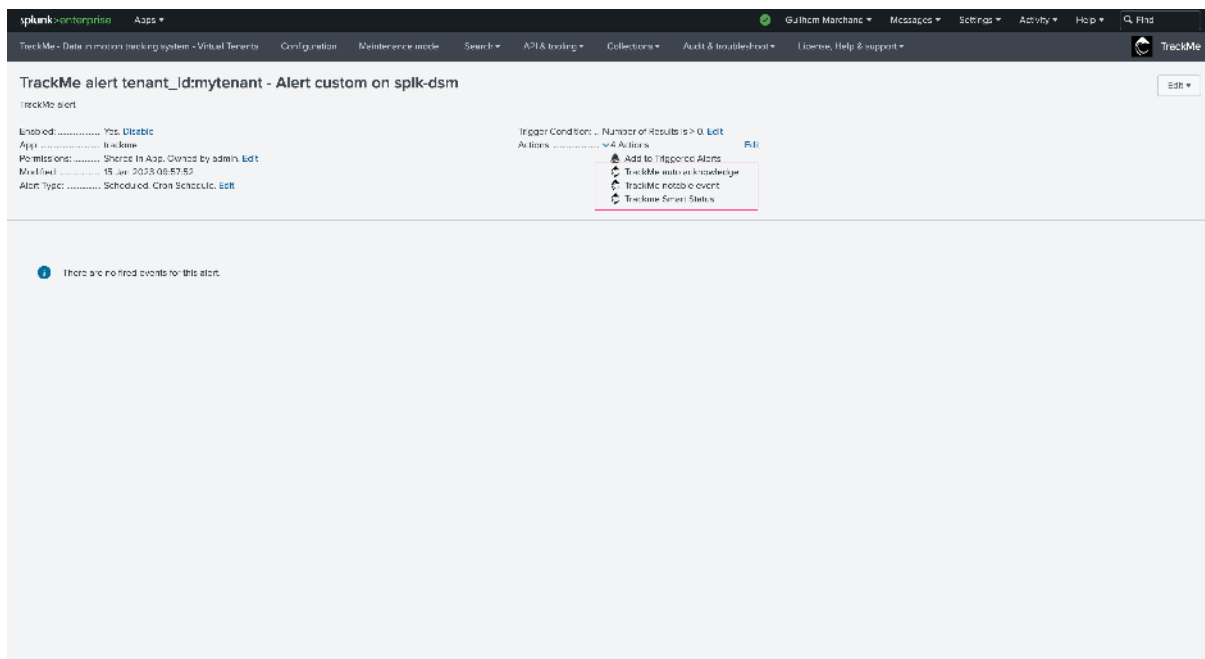 splunk>enterprise Apps ▾ Guilhem Marchand ▾ Messages ▾ Settings ▾ Activity ▾ Help ▾ Find
TrackMe - Data in motion tracking system - Virtual Tenants Configuration Maintenance mode Search ▾ API & tooling ▾ Collections ▾ Audit & troubleshoot ▾ License, Help & support ▾ TrackMe
TrackMe alert tenant_id:mytenant - Alert custom on splk-dsm
Edit ▾
TrackMe alert
Enabled: .............. Yes. Disable
App: ..................... trackme
Permissions: ......... Shared in App. Owned by admin. Edit
Modified: .............. 15 Jan 2023 09:57:52
Alert Type: ........... Scheduled. Cron Schedule. Edit
Trigger Condition: .. Number of Results is > 0. Edit
Actions: ................ 4 Actions Edit
Add to Triggered Alerts
TrackMe auto acknowledge
TrackMe notable event
Trackme Smart Status
There are no fired events for this alert.